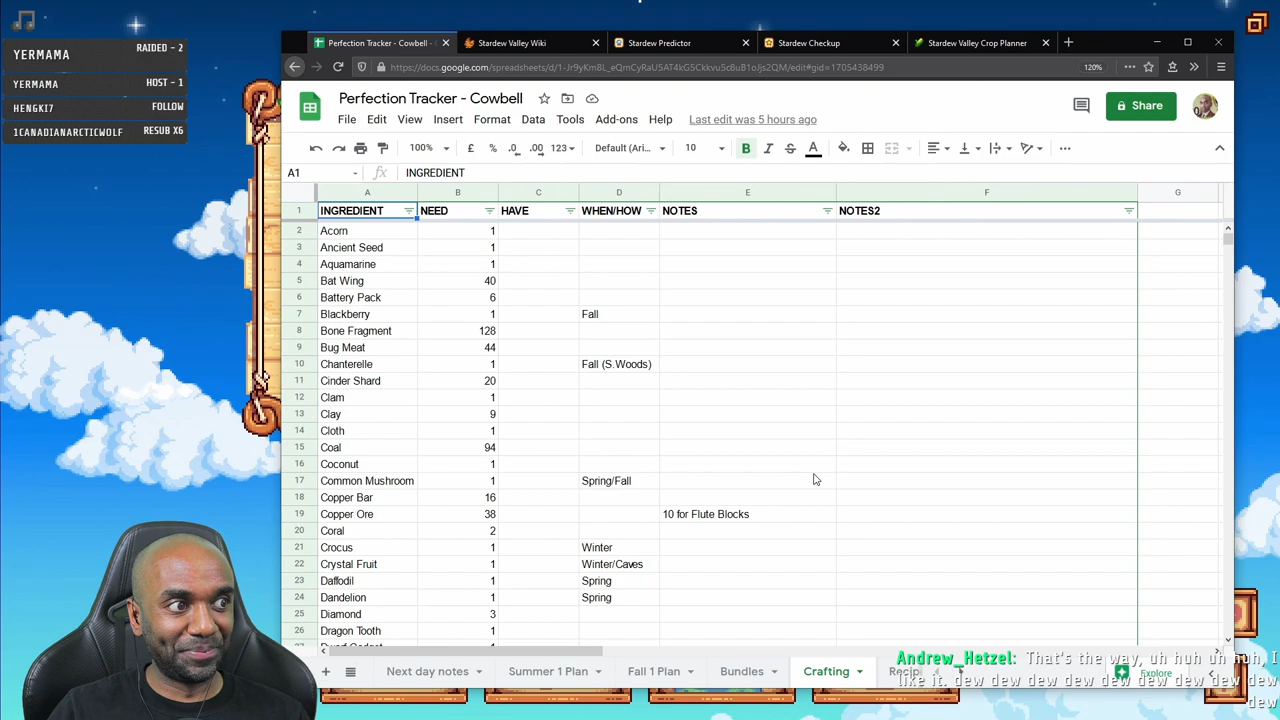 YERMAMA RAIDED - 2
YERMAMA HOST - 1
HENGKI7 FOLLOW
1CANADIANARCTICWOLF RESUB X6
Perfection Tracker - Cowbell - Stardew Valley Wiki Stardew Predictor Stardew Checkup Stardew Valley Crop Planner
120%
Perfection Tracker - Cowbell
Share
File Edit View Insert Format Data Tools Add-ons Help Last edit was 5 hours ago
100% £ % .0 .00 123 Default (Ari... 10 B I S A
A1 fx INGREDIENT
A B C D E F G
1 INGREDIENT NEED HAVE WHEN/HOW NOTES NOTES2
2 Acorn 1
3 Ancient Seed 1
4 Aquamarine 1
5 Bat Wing 40
6 Battery Pack 6
7 Blackberry 1 Fall
8 Bone Fragment 128
9 Bug Meat 44
10 Chanterelle 1 Fall (S.Woods)
11 Cinder Shard 20
12 Clam 1
13 Clay 9
14 Cloth 1
15 Coal 94
16 Coconut 1
17 Common Mushroom 1 Spring/Fall
18 Copper Bar 16
19 Copper Ore 38 10 for Flute Blocks
20 Coral 2
21 Crocus 1 Winter
22 Crystal Fruit 1 Winter/Caves
23 Daffodil 1 Spring
24 Dandelion 1 Spring
25 Diamond 3
26 Dragon Tooth 1
Next day notes Summer 1 Plan Fall 1 Plan Bundles Crafting Recip Explore
Andrew_Hetzel: That's the way, uh huh uh huh, I
like it. dew dew dew dew dew dew dew dew dew
dew